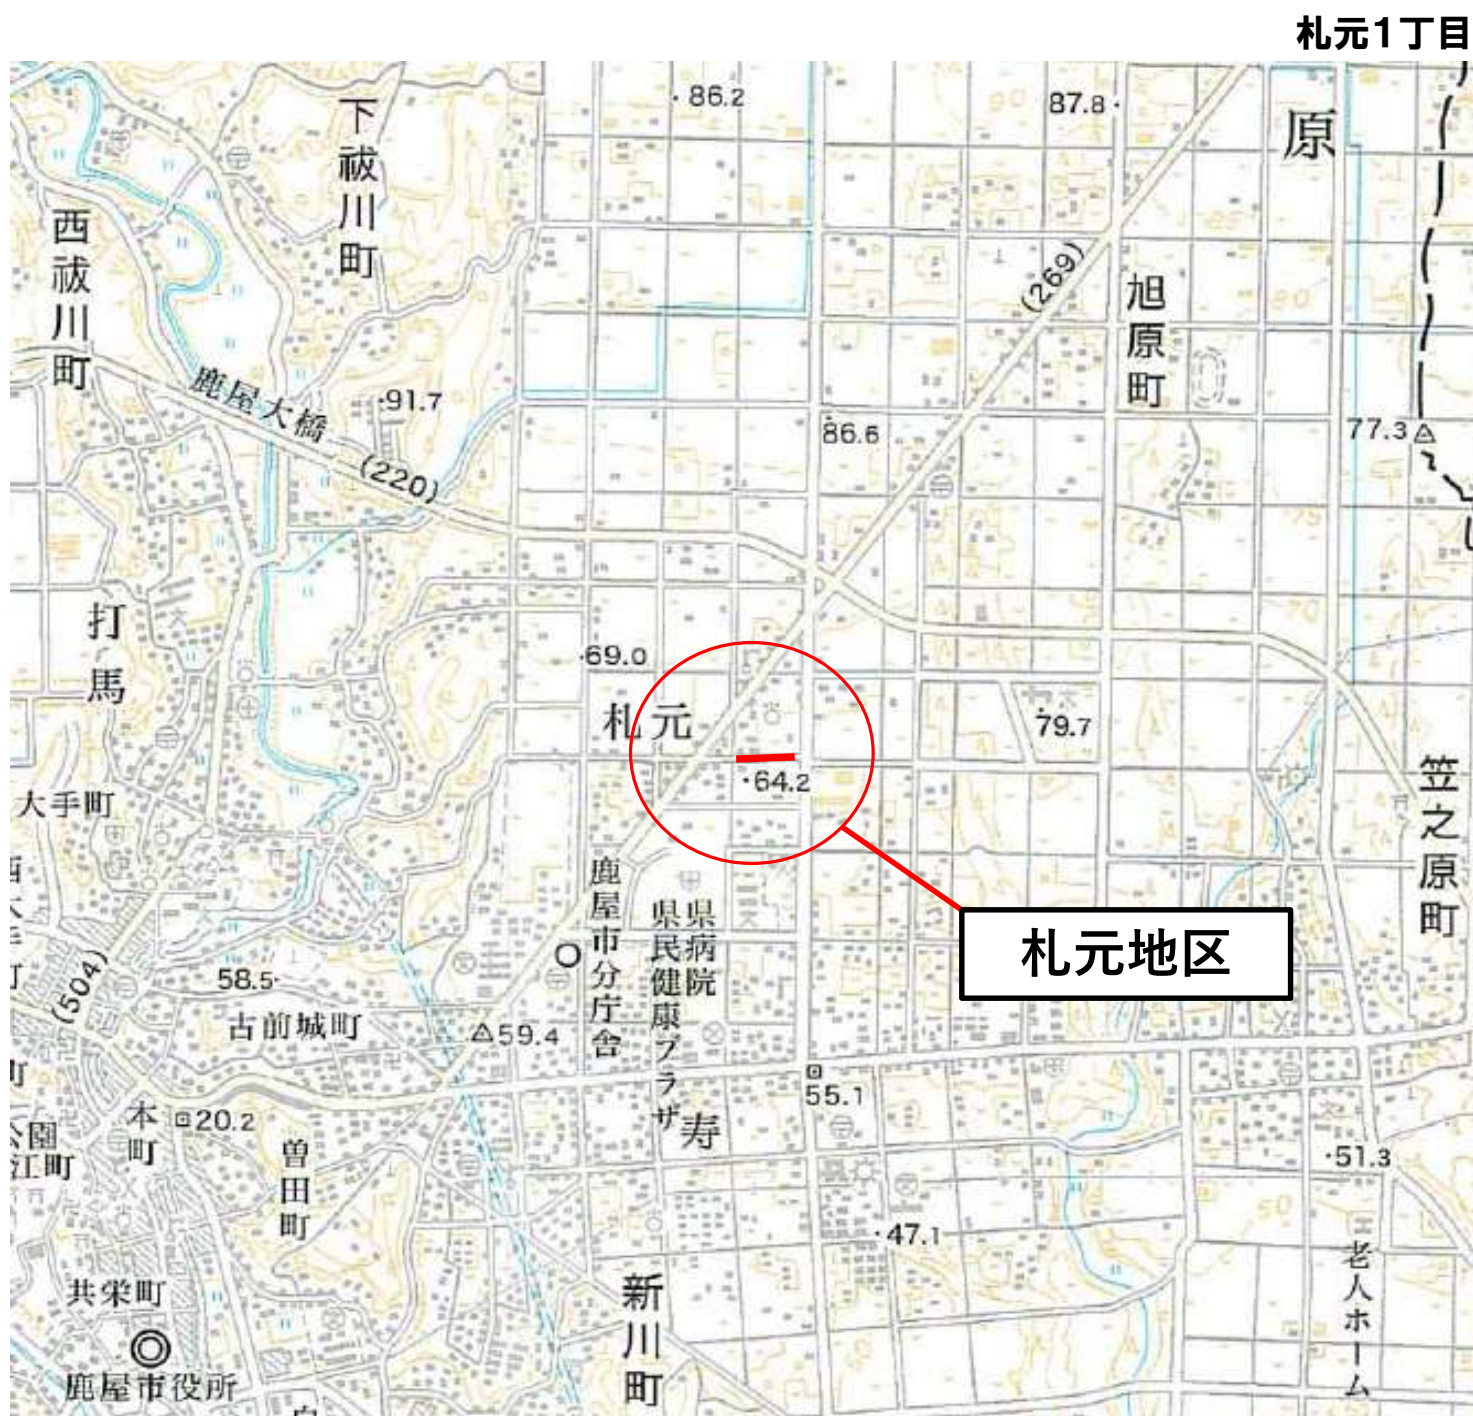 札元1丁目
86.2
87.8
原
下祓川町
西祓川町
(269)
旭原町
鹿屋大橋
91.7
(220)
86.6
77.3
打馬
69.0
札元
79.7
64.2
笠之原町
大手町
鹿屋市分庁舎
県病院
県民健康プラザ
札元地区
(504)
58.5
古前城町
59.4
55.1
本町
20.2
寿
曽田町
江町
51.3
47.1
共栄町
新川町
老人ホーム
鹿屋市役所